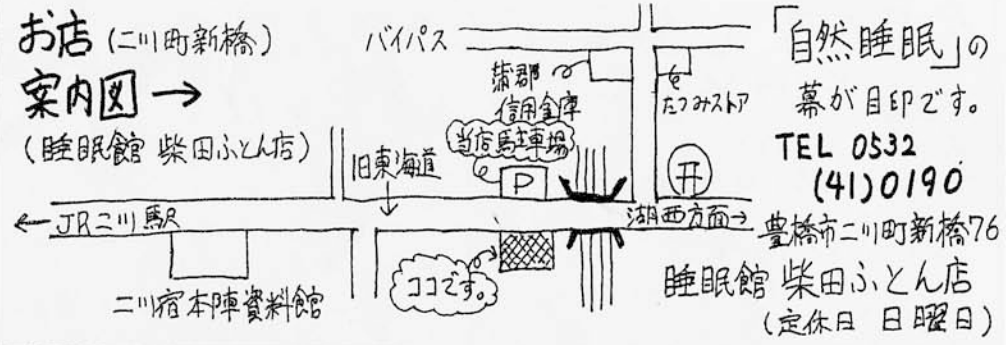 お店(二川町新橋)
案内図→
(睡眠館 柴田ふとん店)
バイパス
蒲郡
信用金庫
たつみストア
当店駐車場
P
旧東海道
←JR二川駅
湖西方面→
二川宿本陣資料館
ココです。
「自然睡眠」の
幕が目印です。
TEL 0532
(41)0190
豊橋市二川町新橋76
睡眠館 柴田ふとん店
(定休日 日曜日)